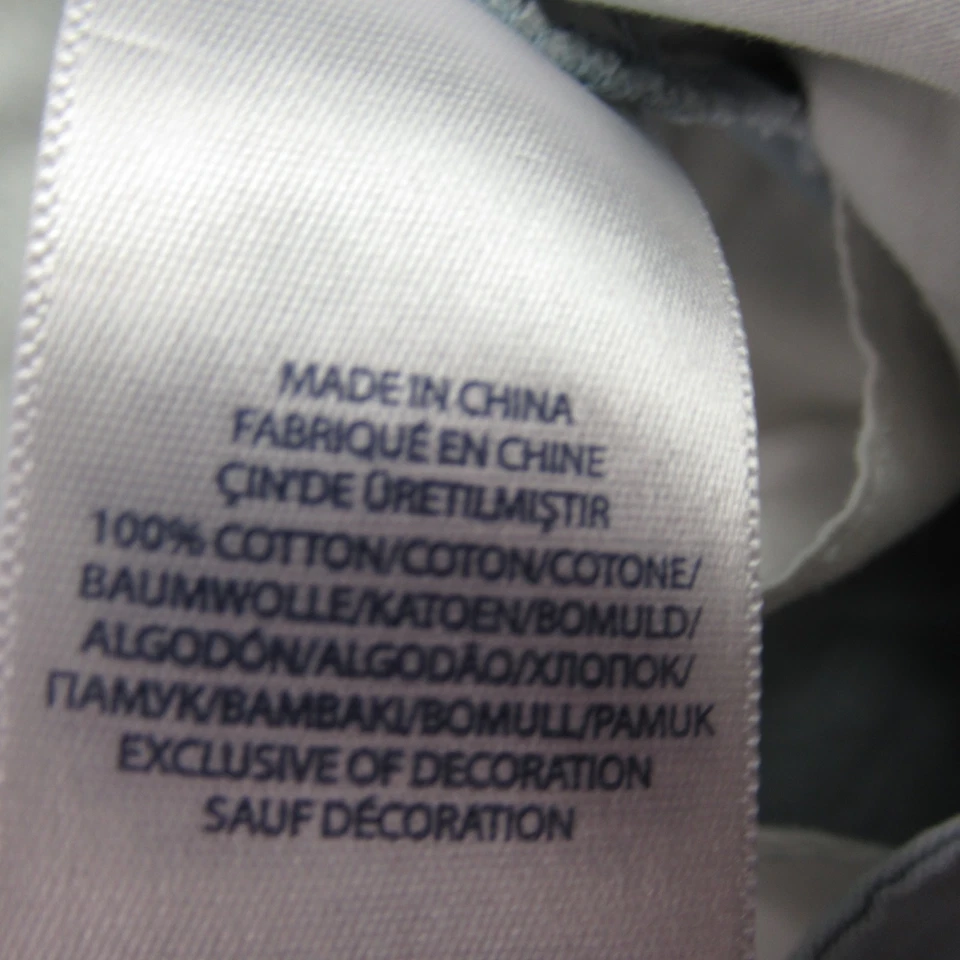 MADE IN CHINA
FABRIQUÉ EN CHINE
ÇIN'DE ÜRETILMIŞTIR
100% COTTON/COTON/COTONE/
BAUMWOLLE/KATOEN/BOMULD/
ALGODÓN/ALGODÃO/ХЛОПОК/
ПАМУК/BAMBAKI/BOMULL/PAMUK
EXCLUSIVE OF DECORATION
SAUF DÉCORATION